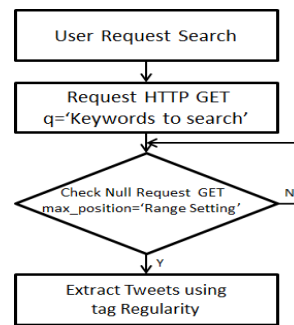 User Request Search
Request HTTP GET
q='Keywords to search'
Check Null Request GET
max_position='Range Setting'
N
Y
Extract Tweets using
tag Regularity